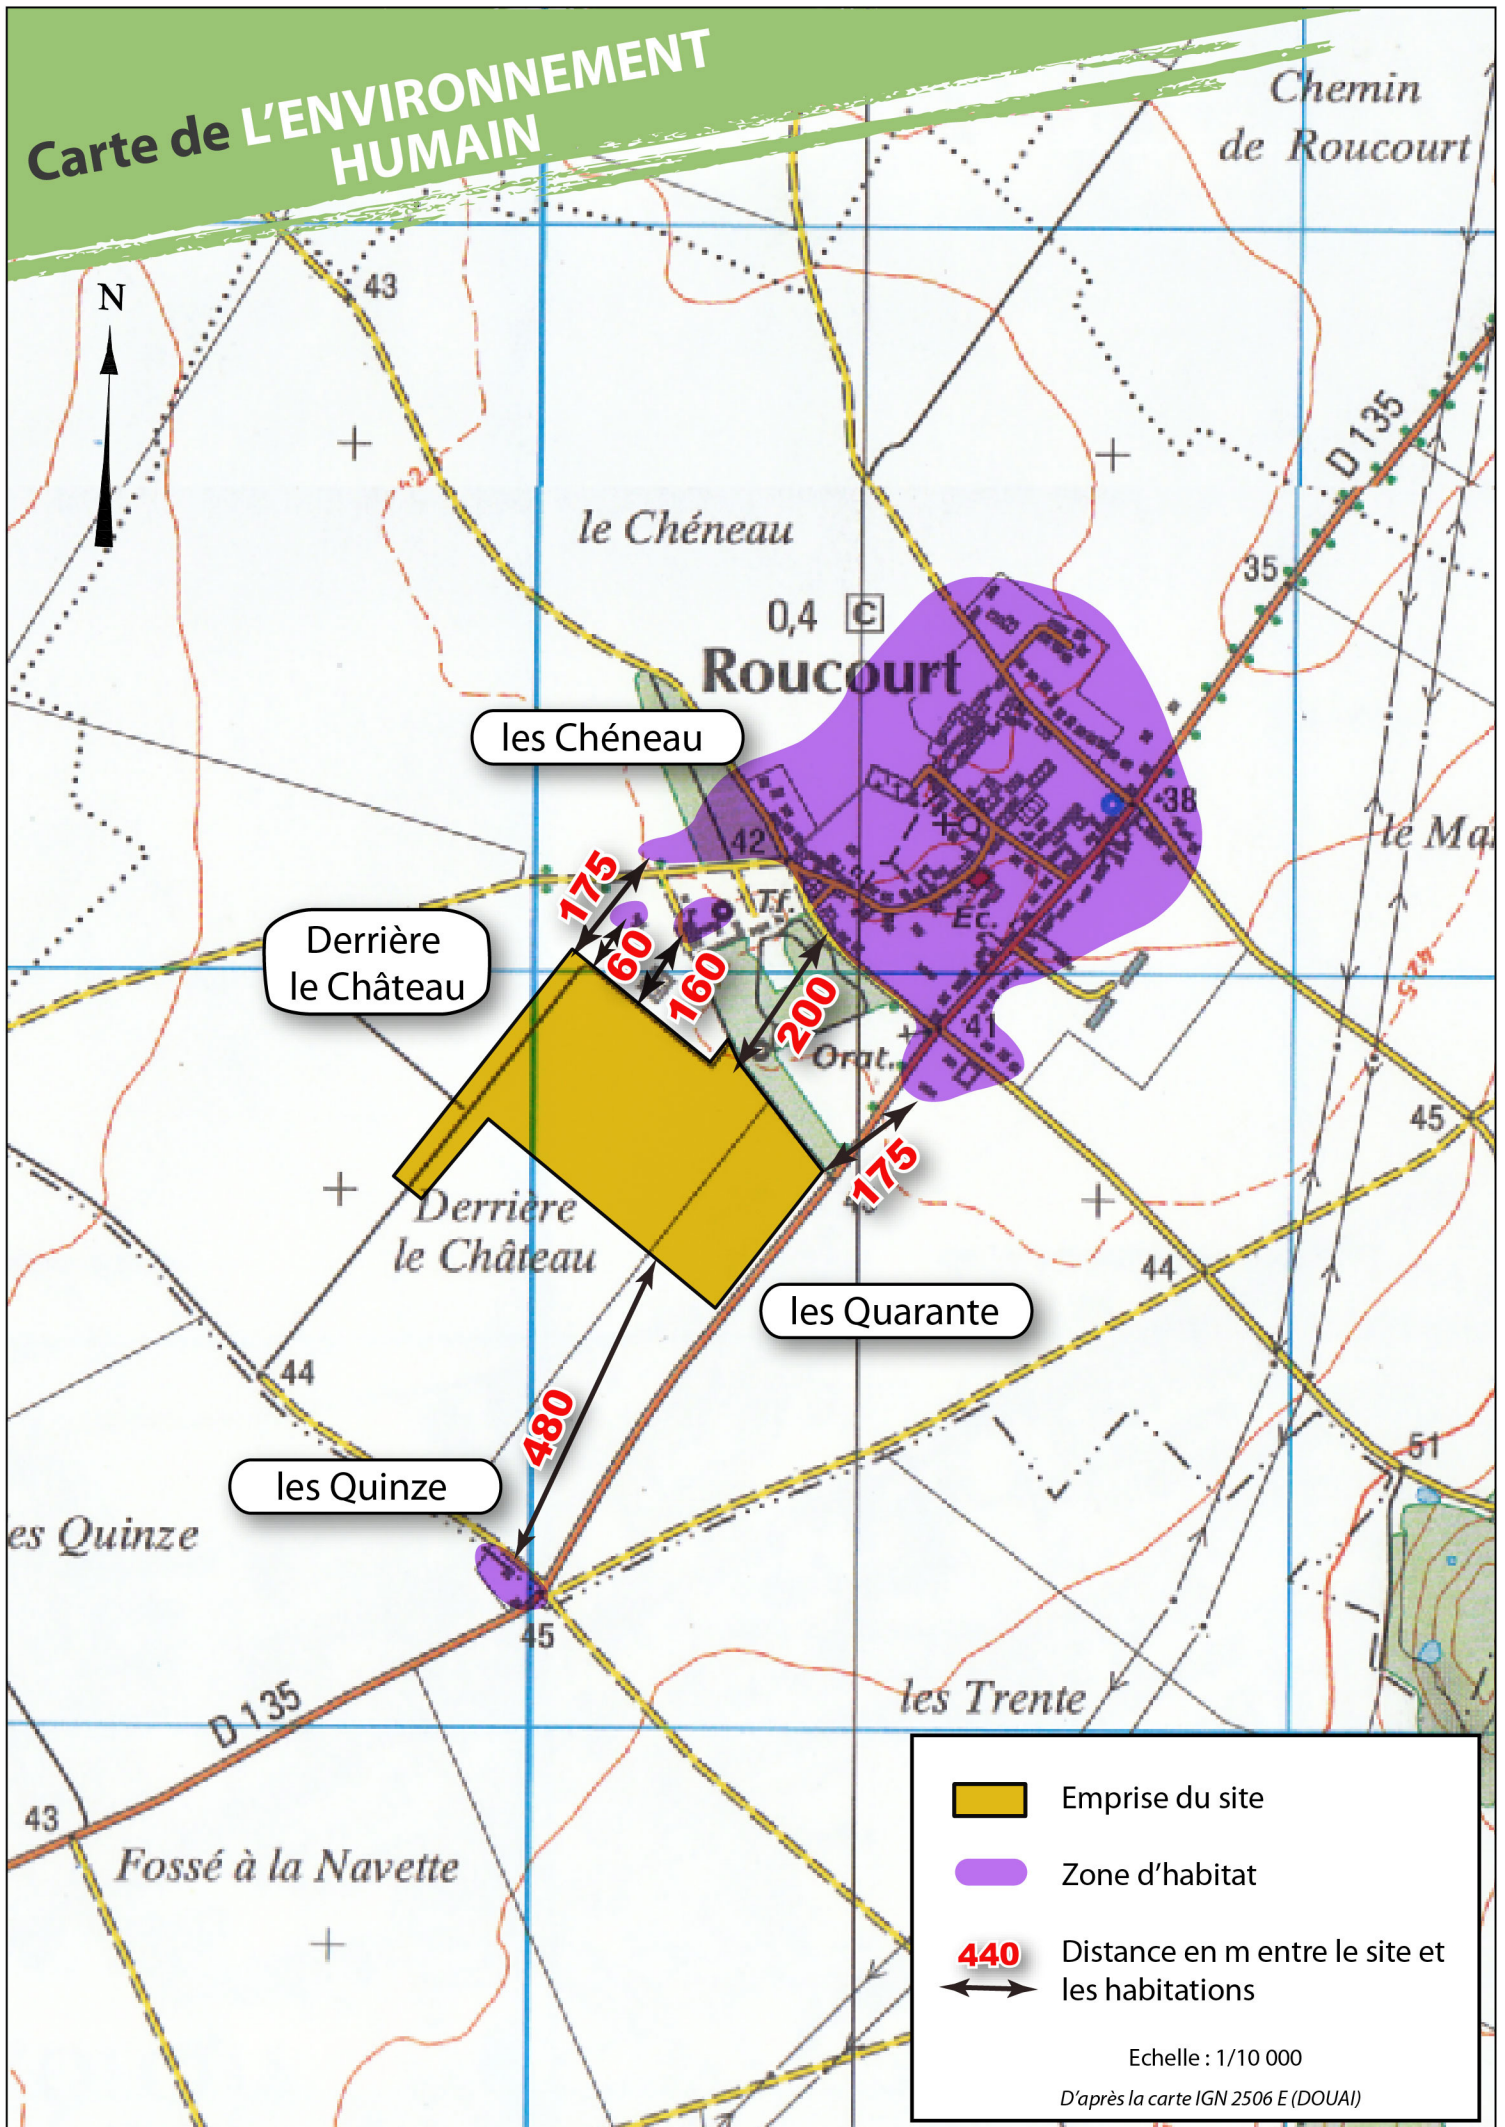 Carte de L'ENVIRONNEMENT
HUMAIN
Chemin
de Roucourt
N
43
42
D 135
le Chéneau
35
0,4 C
Roucourt
les Chéneau
38
42
le Ma
175
Tf.
Ec.
Derrière
le Château
60
160
200
42,5
41
Orat.
45
175
Derrière
le Château
44
les Quarante
44
480
51
les Quinze
es Quinze
45
les Trente
D 135
43
Fossé à la Navette
Emprise du site
Zone d'habitat
440
Distance en m entre le site et
les habitations
Echelle : 1/10 000
D'après la carte IGN 2506 E (DOUAI)